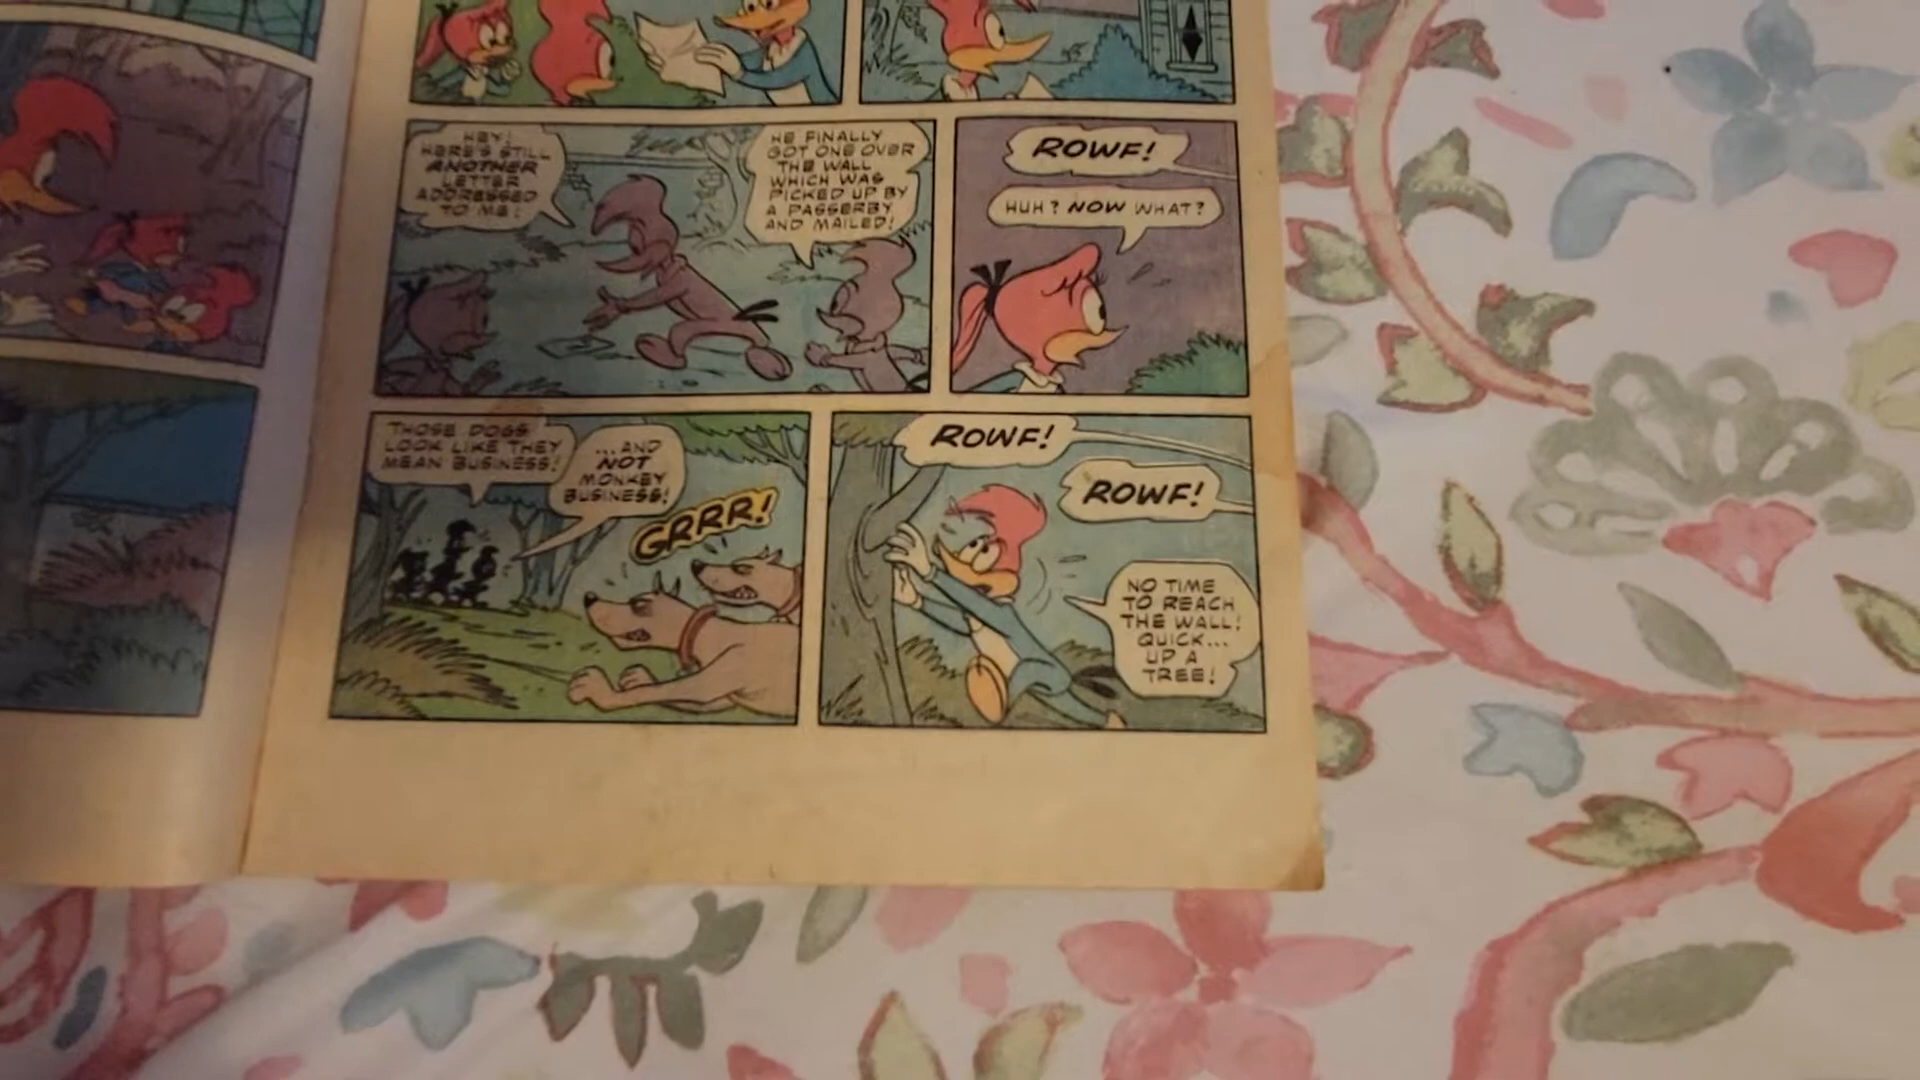 HEY!
HERE'S STILL
ANOTHER
LETTER
ADDRESSED
TO ME!
HE FINALLY
GOT ONE OVER
THE WALL
WHICH WAS
PICKED UP BY
A PASSERBY
AND MAILED!
ROWF!
HUH? NOW WHAT?
THOSE DOGS
LOOK LIKE THEY
MEAN BUSINESS!
...AND
NOT
MONKEY
BUSINESS!
GRRR!
ROWF!
ROWF!
NO TIME
TO REACH
THE WALL!
QUICK...
UP A
TREE!